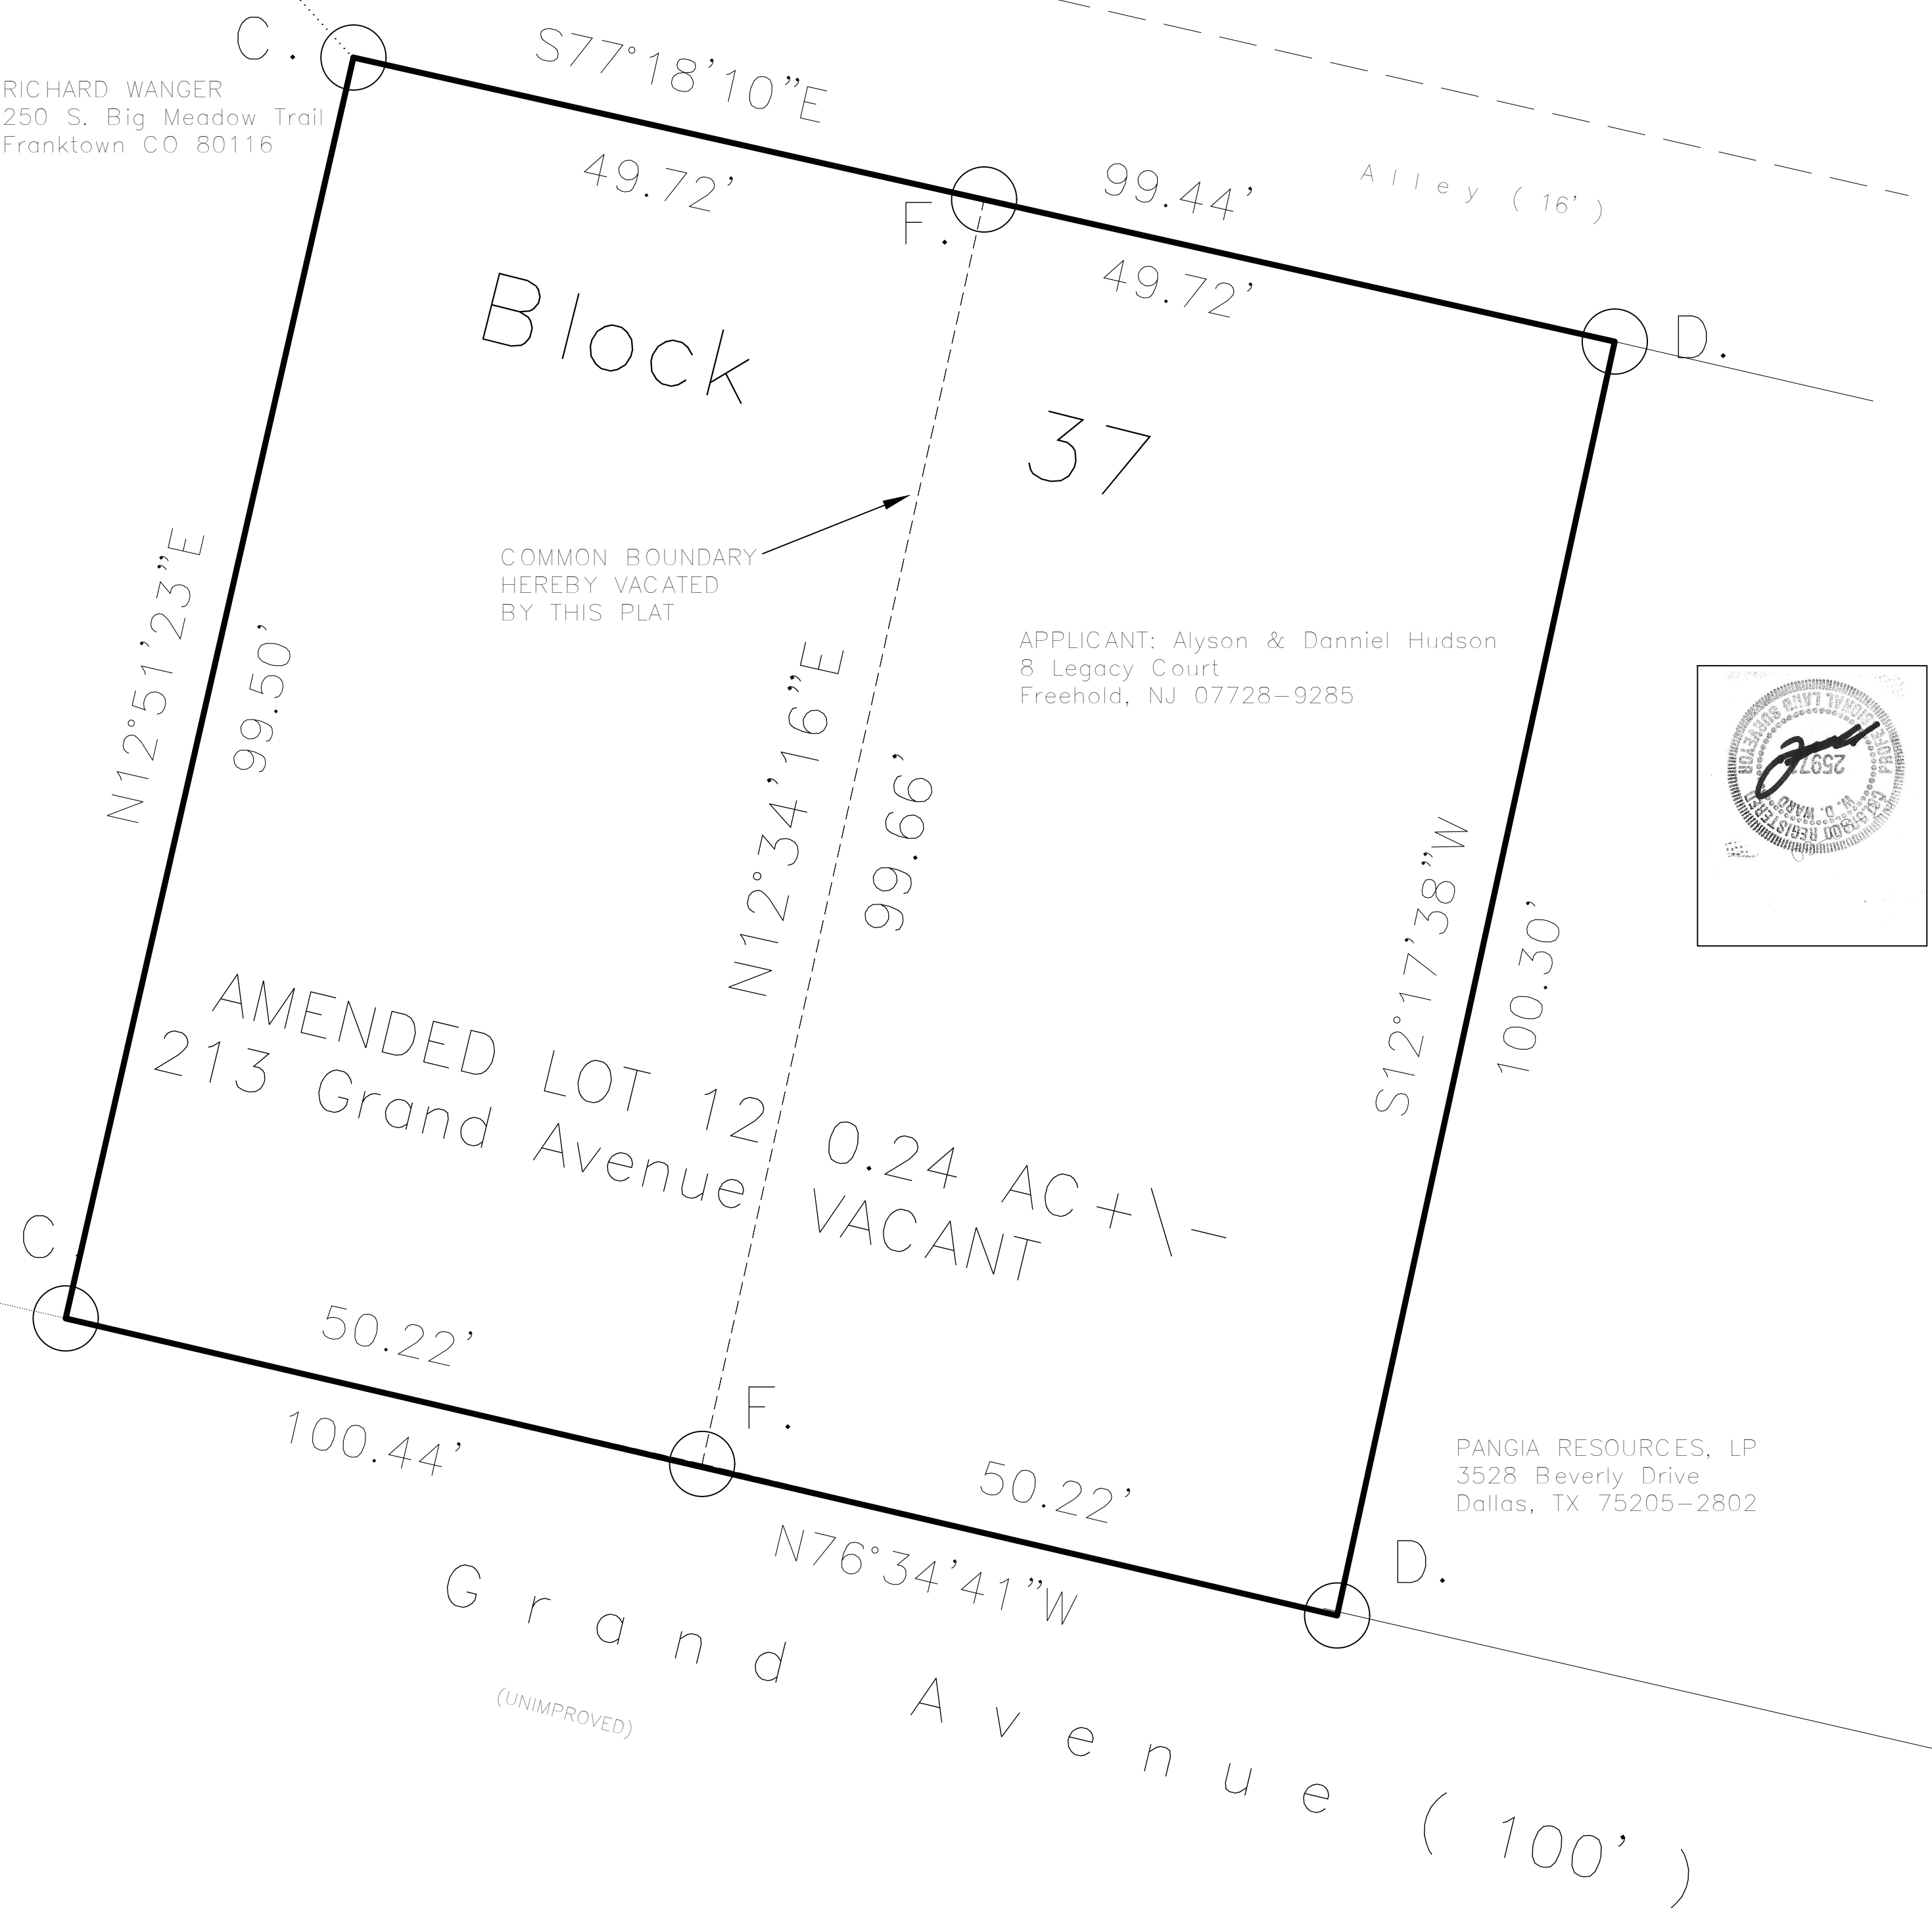 C.
S77°18'10"E
RICHARD WANGER
250 S. Big Meadow Trail
Franktown CO 80116
49.72'
99.44'
Alley (16')
F.
49.72'
D.
Block
37
COMMON BOUNDARY
HEREBY VACATED
BY THIS PLAT
N12°51'23"E
99.50'
N12°34'16"E
99.66'
APPLICANT: Alyson & Danniel Hudson
8 Legacy Court
Freehold, NJ 07728-9285
S12°17'38"W
100.30'
LAND SURVEYOR
W. D. WARD
REGISTERED
AMENDED LOT 12
213 Grand Avenue
0.24 AC+\-
VACANT
C.
50.22'
100.44'
F.
50.22'
N76°34'41"W
D.
PANGIA RESOURCES, LP
3528 Beverly Drive
Dallas, TX 75205-2802
Grand Avenue (100')
(UNIMPROVED)